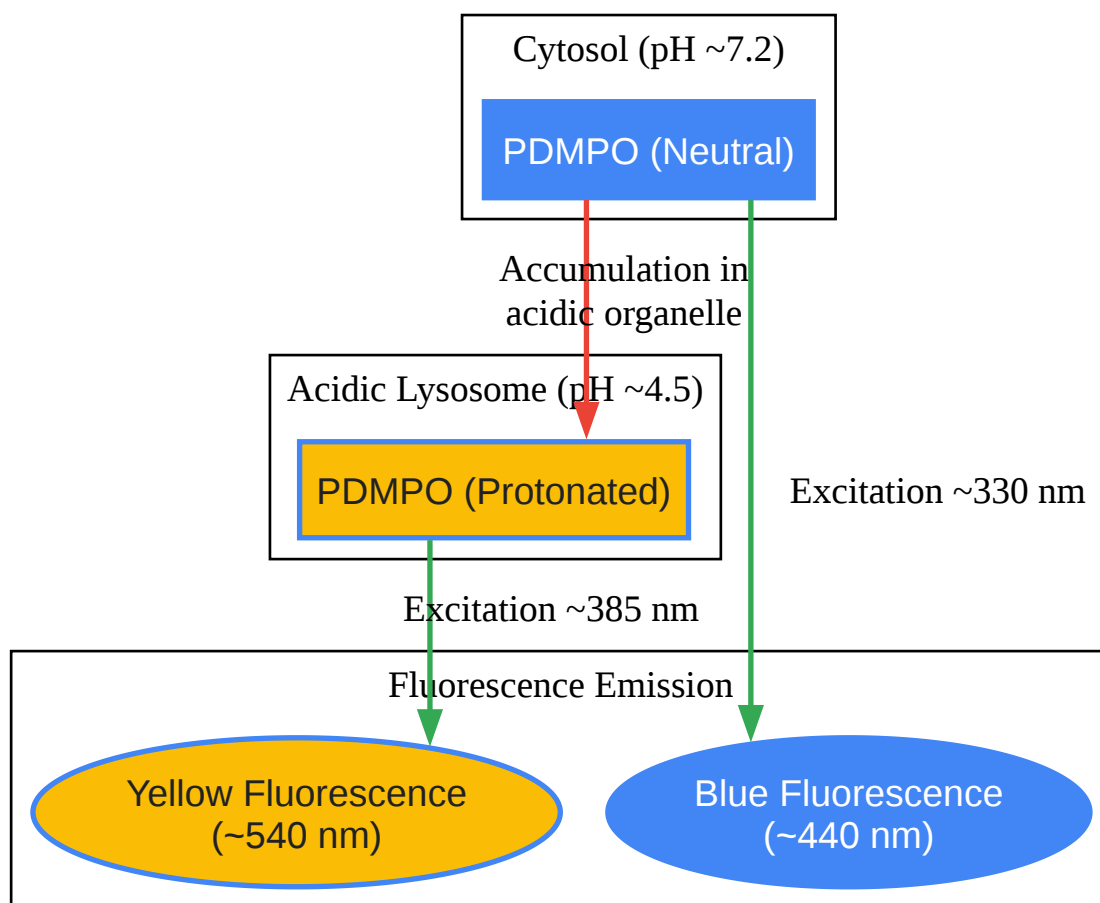 Cytosol (pH ~7.2)
PDMPO (Neutral)
Accumulation in
acidic organelle
Acidic Lysosome (pH ~4.5)
PDMPO (Protonated)
Excitation ~330 nm
Excitation ~385 nm
Fluorescence Emission
Yellow Fluorescence
(~540 nm)
Blue Fluorescence
(~440 nm)